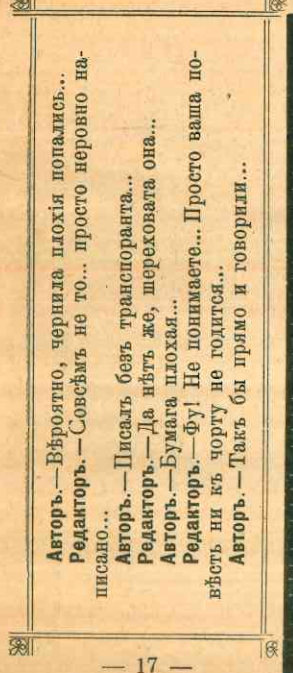 Авторъ.—Вѣроятно, чернила плохія попались...
Редакторъ.—Совсѣмъ не то... просто неровно на-
писано...
Авторъ.—Писалъ безъ транспоранта...
Редакторъ.—Да нѣтъ же, шереховата она...
Авторъ.—Бумага плохая...
Редакторъ.—Фу! Не понимаете... Просто ваша по-
вѣсть ни къ чорту не годится...
Авторъ.—Такъ бы прямо и говорили...
— 17 —